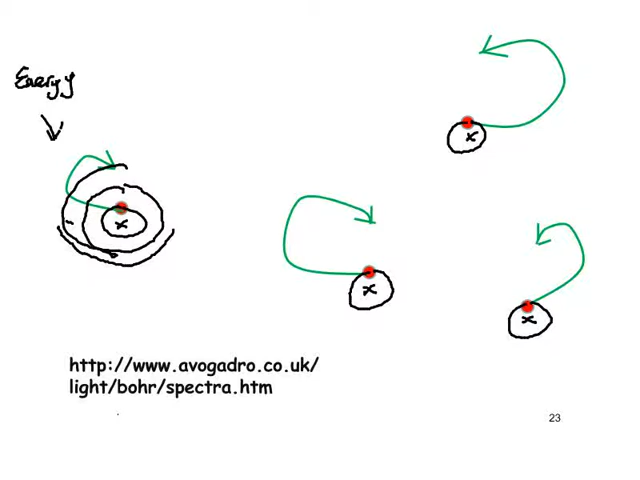 Energy
x
x
x
x
http://www.avogadro.co.uk/
light/bohr/spectra.htm
23